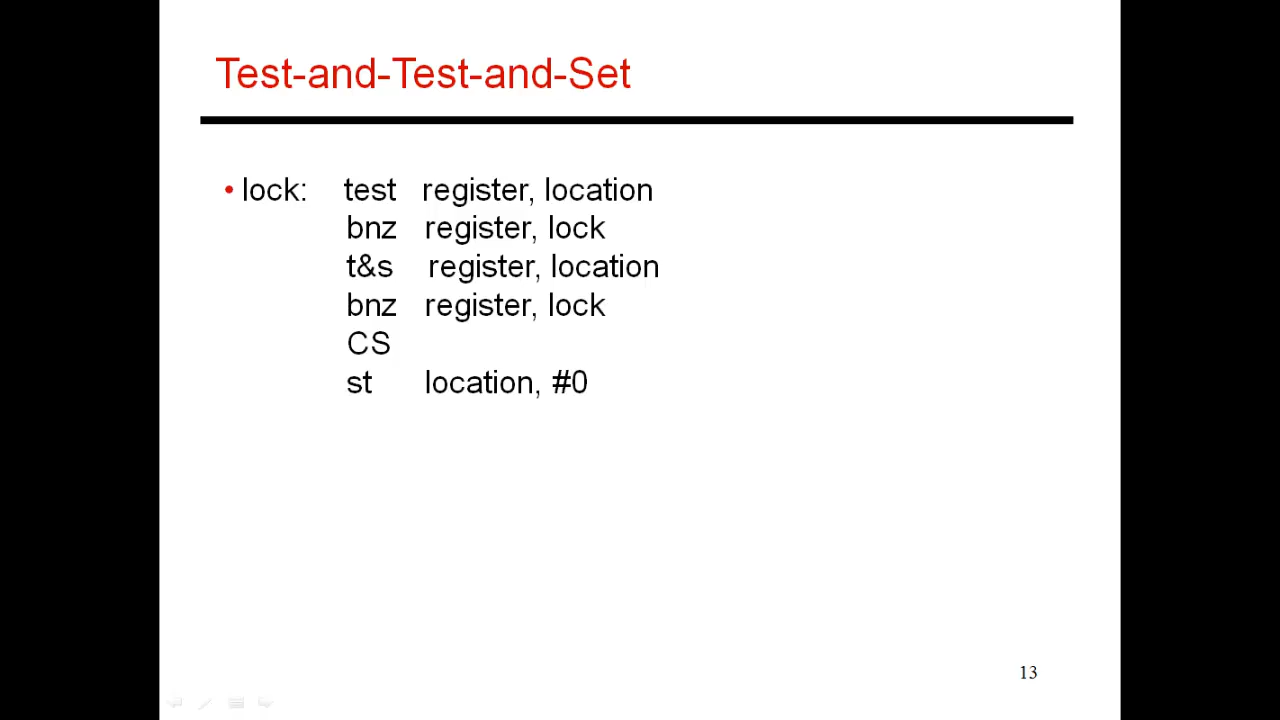 Test-and-Test-and-Set
• lock: test register, location
bnz register, lock
t&s register, location
bnz register, lock
CS
st location, #0
13